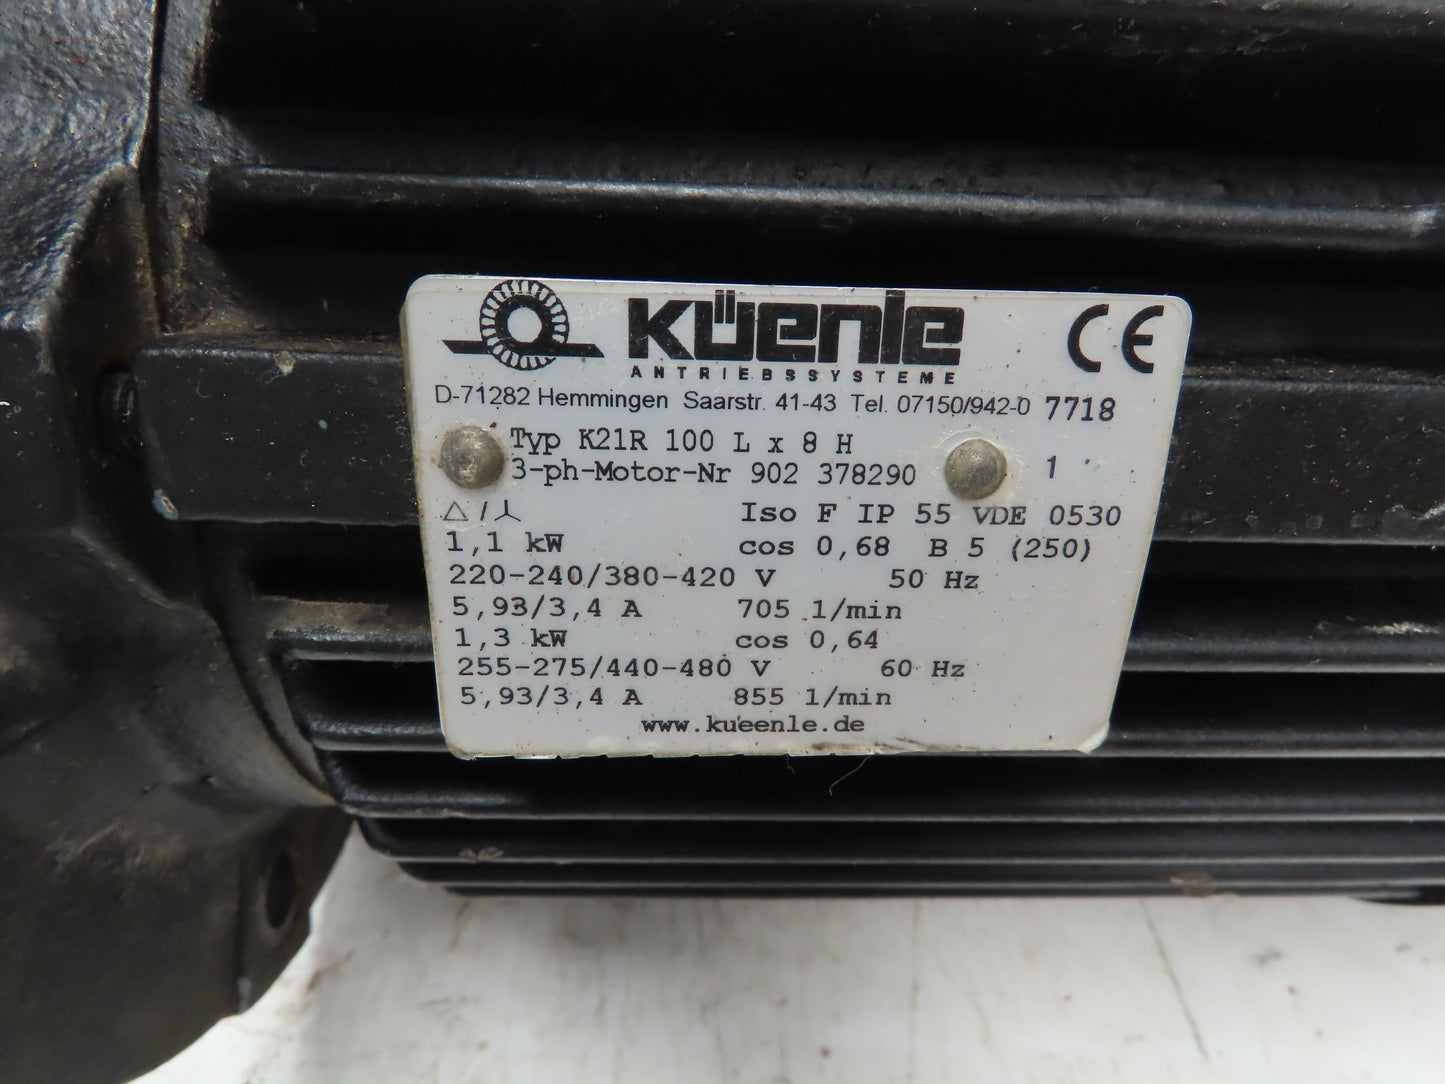 KüEnLE CE
ANTRIEBSSYSTEME
D-71282 Hemmingen Saarstr. 41-43 Tel. 07150/942-0 7718
Typ K21R 100 L x 8 H
3-ph-Motor-Nr 902 378290 1
△/⅄ Iso F IP 55 VDE 0530
1,1 kW cos 0,68 B 5 (250)
220-240/380-420 V 50 Hz
5,93/3,4 A 705 1/min
1,3 kW cos 0,64
255-275/440-480 V 60 Hz
5,93/3,4 A 855 1/min
www.kueenle.de